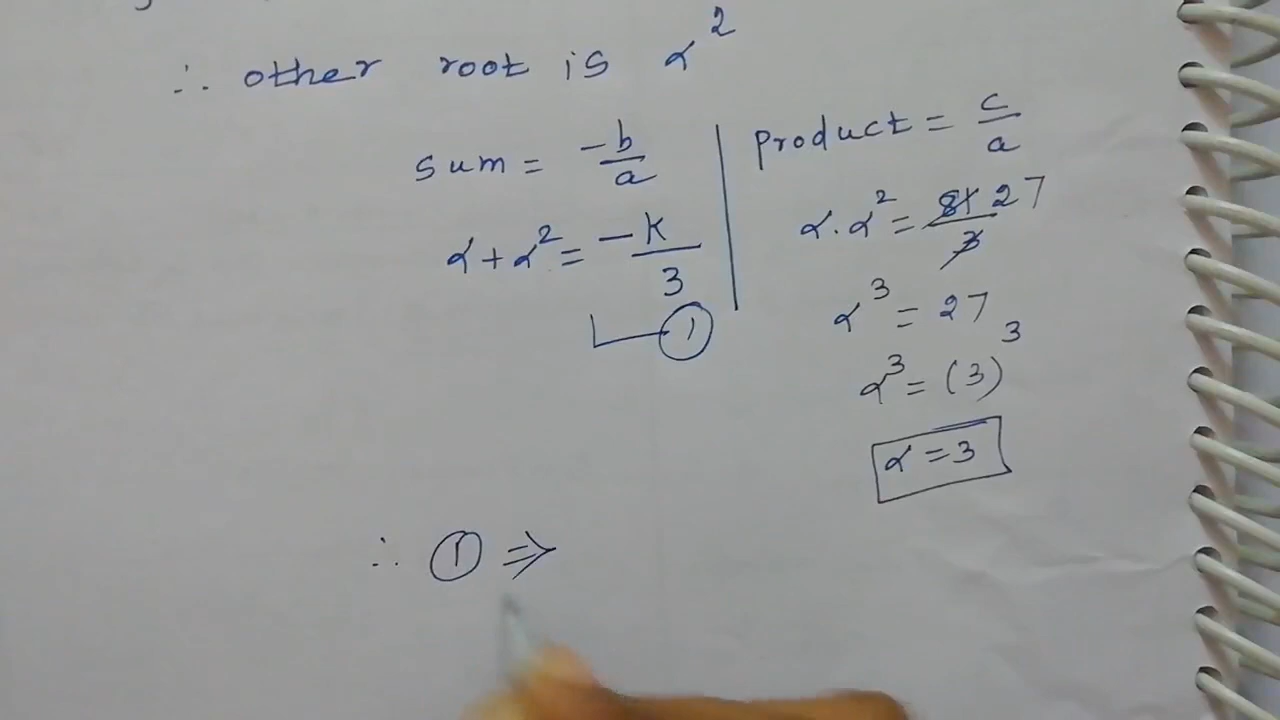 ∴ other root is α²
sum = -b/a
α + α² = -k/3
①
product = c/a
α.α² = 81/3 27
α³ = 27
α³ = (3)³
α = 3
∴ ① ⇒